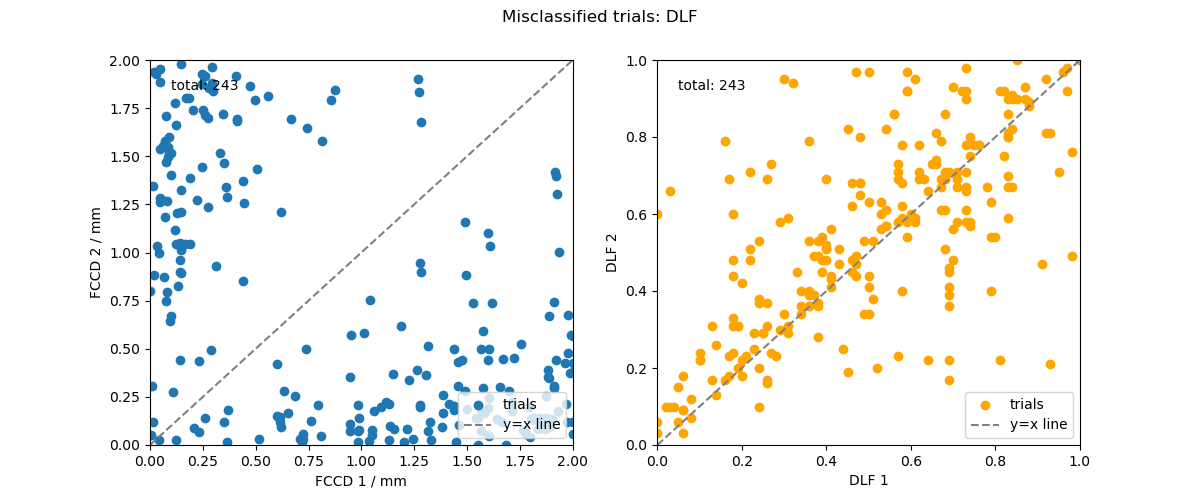 Misclassified trials: DLF
FCCD 2 / mm
2.00
1.75
1.50
1.25
1.00
0.75
0.50
0.25
0.00
total: 243
trials
y=x line
0.00 0.25 0.50 0.75 1.00 1.25 1.50 1.75 2.00
FCCD 1 / mm
DLF 2
1.0
0.8
0.6
0.4
0.2
0.0
total: 243
trials
y=x line
0.0 0.2 0.4 0.6 0.8 1.0
DLF 1